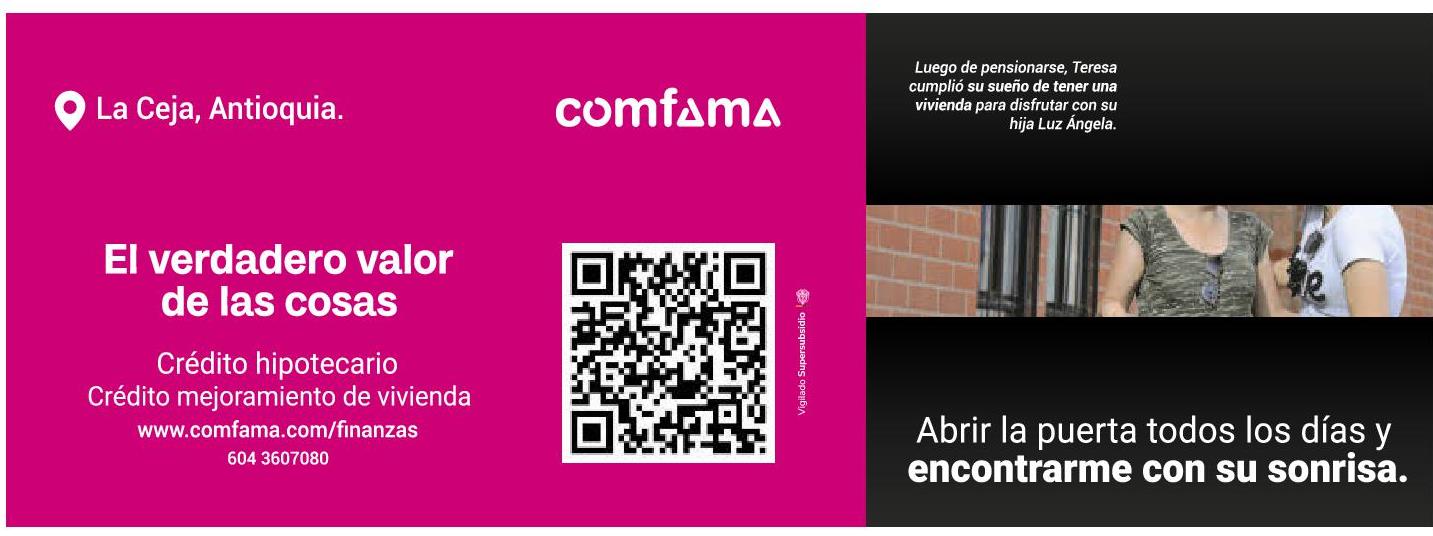 La Ceja, Antioquia.
comfama
El verdadero valor
de las cosas
Crédito hipotecario
Crédito mejoramiento de vivienda
www.comfama.com/finanzas
604 3607080
Vigilado Supersubsidio
Luego de pensionarse, Teresa
cumplió su sueño de tener una
vivienda para disfrutar con su
hija Luz Ángela.
Abrir la puerta todos los días y
encontrarme con su sonrisa.